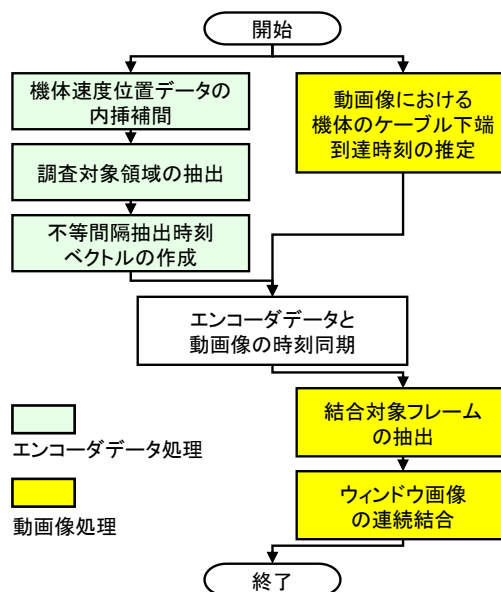 開始
機体速度位置データの
内挿補間
調査対象領域の抽出
不等間隔抽出時刻
ベクトルの作成
動画像における
機体のケーブル下端
到達時刻の推定
エンコーダデータと
動画像の時刻同期
結合対象フレーム
の抽出
ウィンドウ画像
の連続結合
終了
エンコーダデータ処理
動画像処理